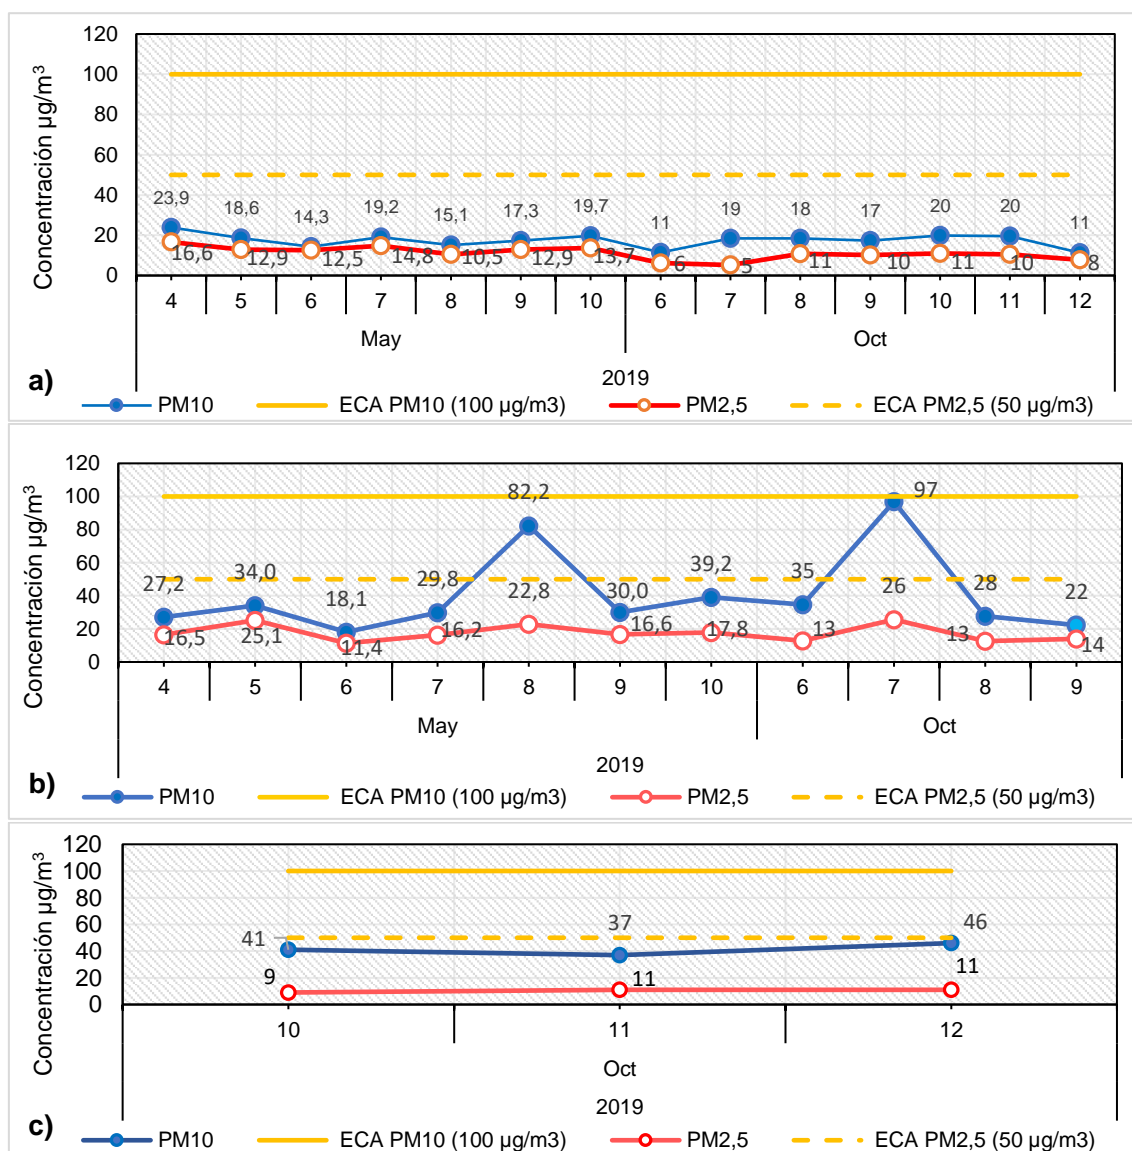 Concentración µg/m³
120
100
80
60
40
20
0
23,9 18,6 14,3 19,2 15,1 17,3 19,7 11 19 18 17 20 20 11
16,6 12,9 12,5 14,8 10,5 12,9 13,7 6 5 11 10 11 10 8
4 5 6 7 8 9 10 6 7 8 9 10 11 12
May Oct
2019
a)
PM10 ECA PM10 (100 µg/m3) PM2,5 ECA PM2,5 (50 µg/m3)
Concentración µg/m³
120
100
80
60
40
20
0
27,2 34,0 18,1 29,8 82,2 30,0 39,2 35 97 28 22
16,5 25,1 11,4 16,2 22,8 16,6 17,8 13 26 13 14
4 5 6 7 8 9 10 6 7 8 9
May Oct
2019
b)
PM10 ECA PM10 (100 µg/m3) PM2,5 ECA PM2,5 (50 µg/m3)
Concentración µg/m³
120
100
80
60
40
20
0
41 37 46
9 11 11
10 11 12
Oct
2019
c)
PM10 ECA PM10 (100 µg/m3) PM2,5 ECA PM2,5 (50 µg/m3)